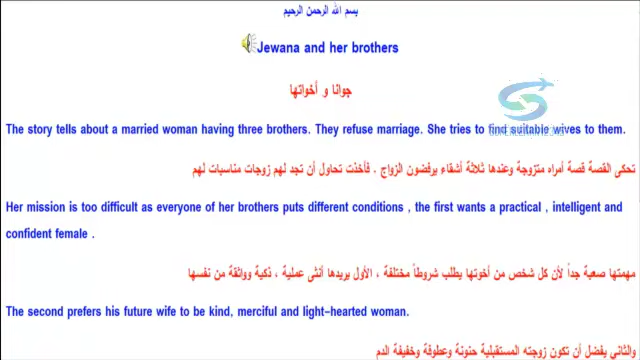 بسم الله الرحمن الرحيم
Jewana and her brothers
جوانا و أخواتها
The story tells about a married woman having three brothers. They refuse marriage. She tries to find suitable wives to them.
تحكى القصة قصة أمراه متزوجة وعندها ثلاثة أشقاء يرفضون الزواج . فأخذت تحاول أن تجد لهم زوجات مناسبات لهم
Her mission is too difficult as everyone of her brothers puts different conditions , the first wants a practical , intelligent and
confident female .
مهمتها صعبة جداً لأن كل شخص من أخوتها يطلب شروطاً مختلفة ، الأول يريدها أنثى عملية ، ذكية وواثقة من نفسها
The second prefers his future wife to be kind, merciful and light-hearted woman.
والثاني يفضل أن تكون زوجته المستقبلية حنونة وعطوفة وخفيفة الدم